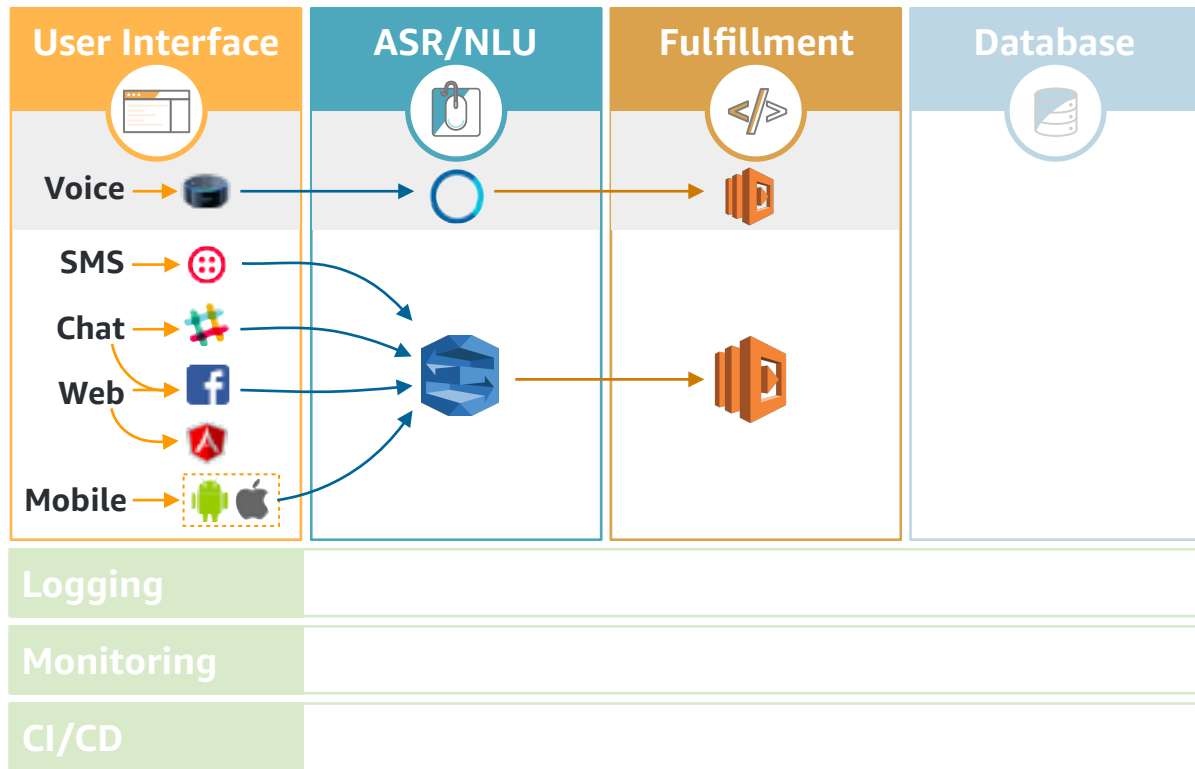 User Interface
ASR/NLU
Fulfillment
Database
Voice
SMS
Chat
Web
Mobile
Logging
Monitoring
CI/CD